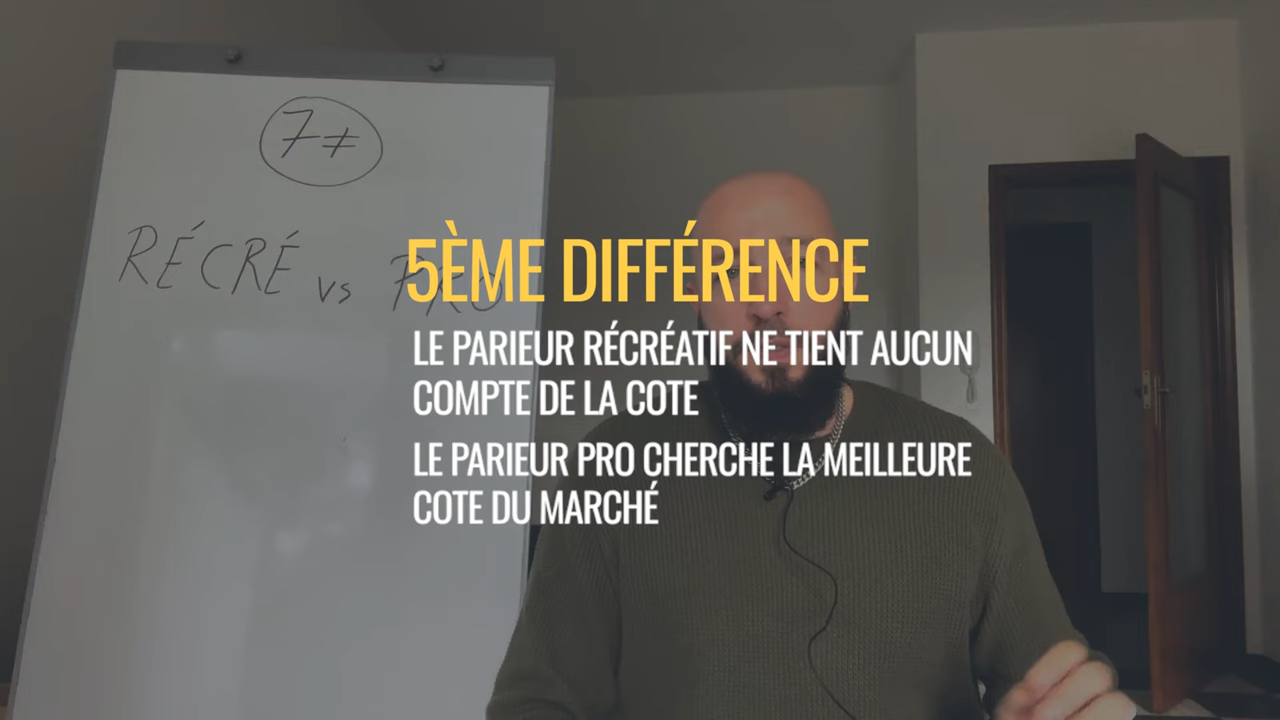 7≠
RÉCRÉ vs PRO
5ÈME DIFFÉRENCE
LE PARIEUR RÉCRÉATIF NE TIENT AUCUN
COMPTE DE LA COTE
LE PARIEUR PRO CHERCHE LA MEILLEURE
COTE DU MARCHÉ